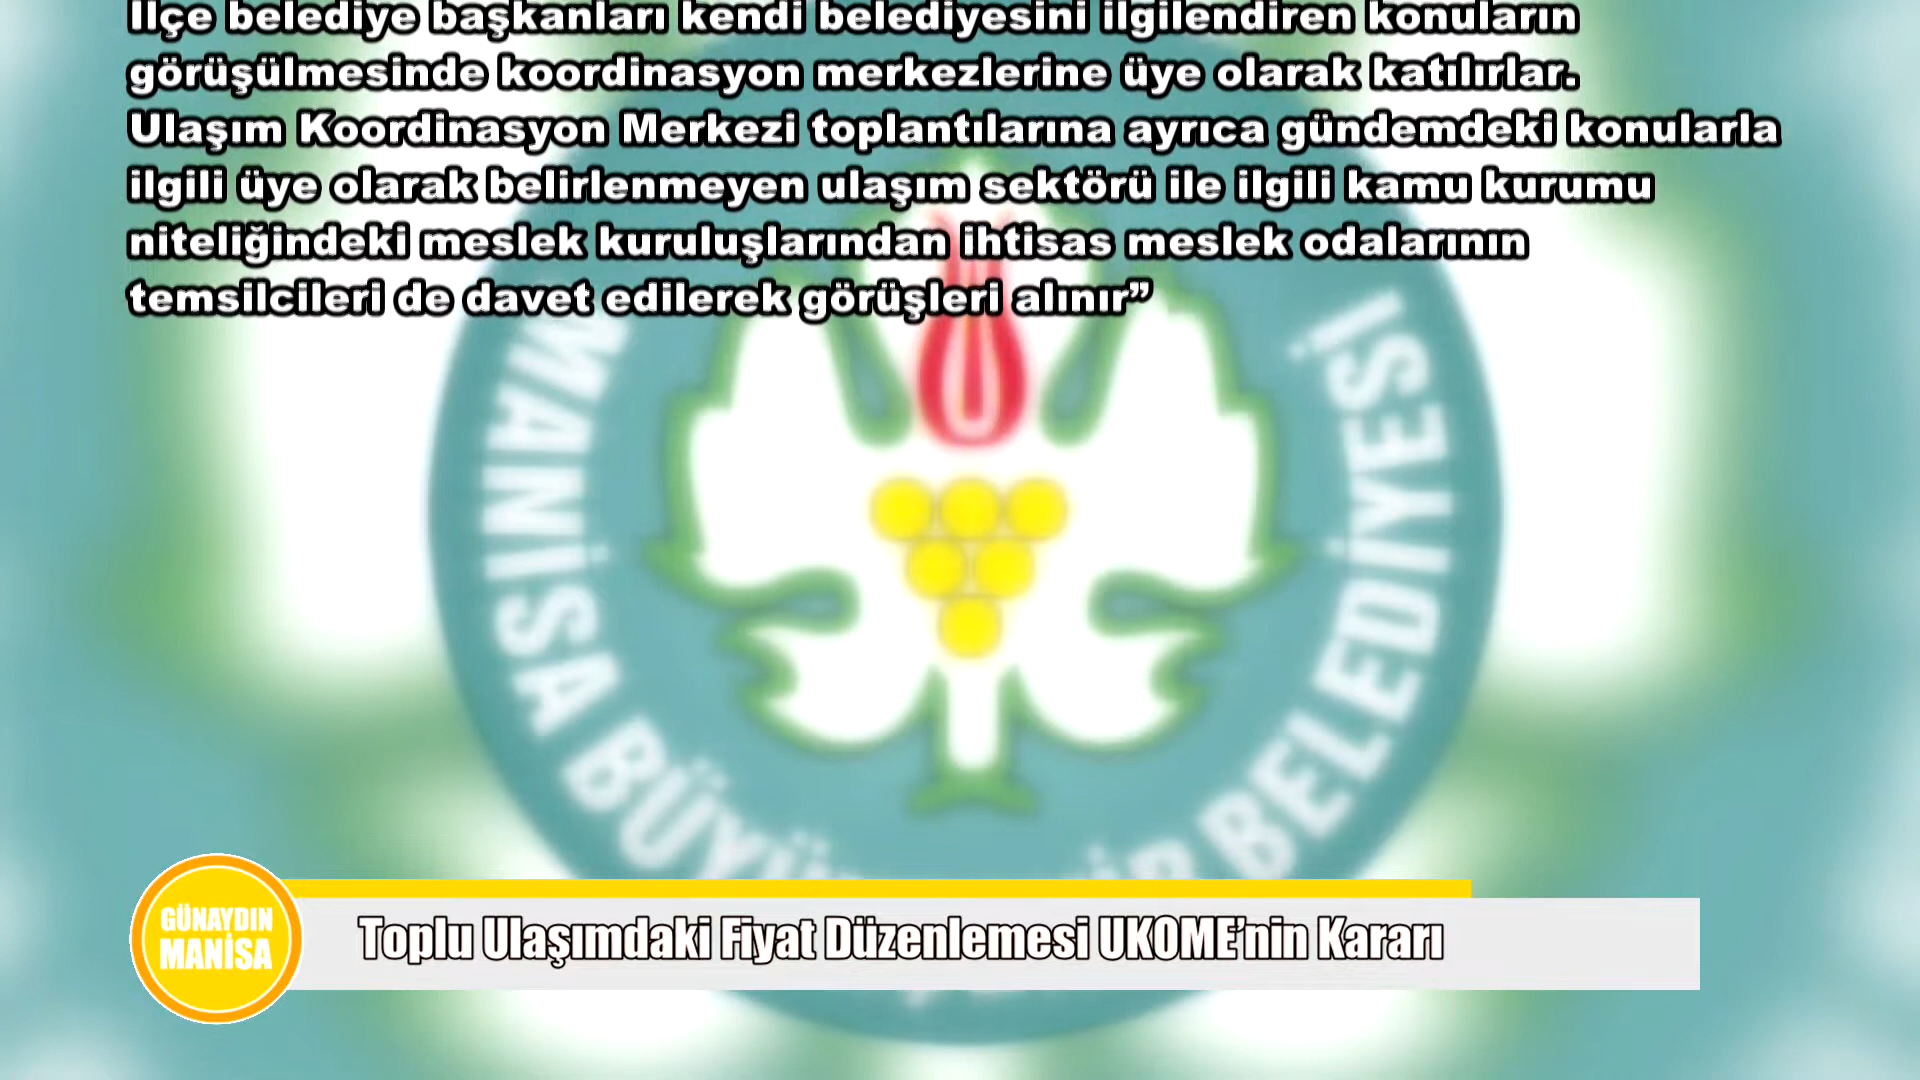 İlçe belediye başkanları kendi belediyesini ilgilendiren konuların
görüşülmesinde koordinasyon merkezlerine üye olarak katılırlar.
Ulaşım Koordinasyon Merkezi toplantılarına ayrıca gündemdeki konularla
ilgili üye olarak belirlenmeyen ulaşım sektörü ile ilgili kamu kurumu
niteliğindeki meslek kuruluşlarından ihtisas meslek odalarının
temsilcileri de davet edilerek görüşleri alınır”
MANİSA BELEDİYESİ
GÜNAYDIN
MANİSA
Toplu Ulaşımdaki Fiyat Düzenlemesi UKOME'nin Kararı